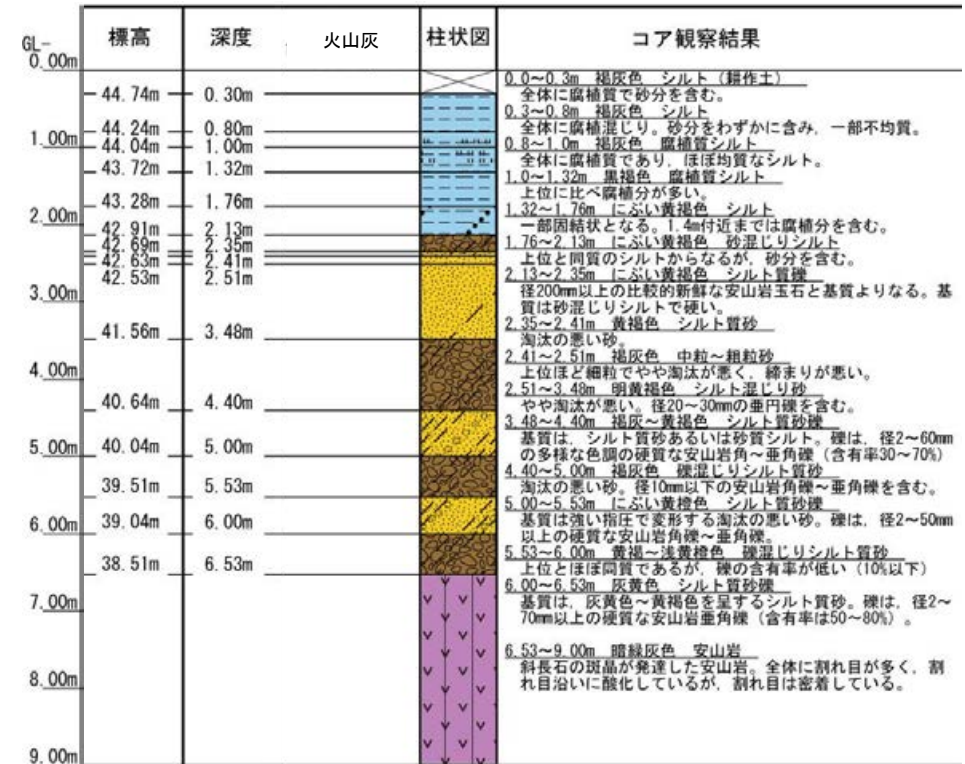 標高 深度 火山灰 柱状図 コア観察結果
GL-
0.00m
1.00m
2.00m
3.00m
4.00m
5.00m
6.00m
7.00m
8.00m
9.00m
44.74m 0.30m
44.24m 0.80m
44.04m 1.00m
43.72m 1.32m
43.28m 1.76m
42.91m 2.13m
42.69m 2.35m
42.63m 2.41m
42.53m 2.51m
41.56m 3.48m
40.64m 4.40m
40.04m 5.00m
39.51m 5.53m
39.04m 6.00m
38.51m 6.53m
0.0～0.3m 褐灰色 シルト（耕作土）
全体に腐植質で砂分を含む。
0.3～0.8m 褐灰色 シルト
全体に腐植混じり。砂分をわずかに含み、一部不均質。
0.8～1.0m 褐灰色 腐植質シルト
全体に腐植質であり、ほぼ均質なシルト。
1.0～1.32m 黒褐色 腐植質シルト
上位に比べ腐植分が多い。
1.32～1.76m にぶい黄褐色 シルト
一部固結状となる。1.4m付近までは腐植分を含む。
1.76～2.13m にぶい黄褐色 砂混じりシルト
上位と同質のシルトからなるが、砂分を含む。
2.13～2.35m にぶい黄褐色 シルト質礫
径200mm以上の比較的新鮮な安山岩玉石と基質よりなる。基
質は砂混じりシルトで硬い。
2.35～2.41m 黄褐色 シルト質砂
淘汰の悪い砂。
2.41～2.51m 褐灰色 中粒～粗粒砂
上位ほど細粒でやや淘汰が悪く、締まりが悪い。
2.51～3.48m 明黄褐色 シルト混じり砂
やや淘汰が悪い。径20～30mmの亜円礫を含む。
3.48～4.40m 褐灰～黄褐色 シルト質砂礫
基質は、シルト質砂あるいは砂質シルト。礫は、径2～60mm
の多様な色調の硬質な安山岩角～亜角礫（含有率30～70%）
4.40～5.00m 褐灰色 礫混じりシルト質砂
淘汰の悪い砂。径10mm以下の安山岩角礫～亜角礫を含む。
5.00～5.53m にぶい黄橙色 シルト質砂礫
基質は強い指圧で変形する淘汰の悪い砂。礫は、径2～50mm
以上の硬質な安山岩角礫～亜角礫。
5.53～6.00m 黄褐～浅黄橙色 礫混じりシルト質砂
上位とほぼ同質であるが、礫の含有率が低い（10%以下）
6.00～6.53m 灰黄色 シルト質砂礫
基質は、灰黄色～黄褐色を呈するシルト質砂。礫は、径2～
70mm以上の硬質な安山岩亜角礫（含有率は50～80%）。
6.53～9.00m 暗緑灰色 安山岩
斜長石の斑晶が発達した安山岩。全体に割れ目が多く、割
れ目沿いに酸化しているが、割れ目は密着している。